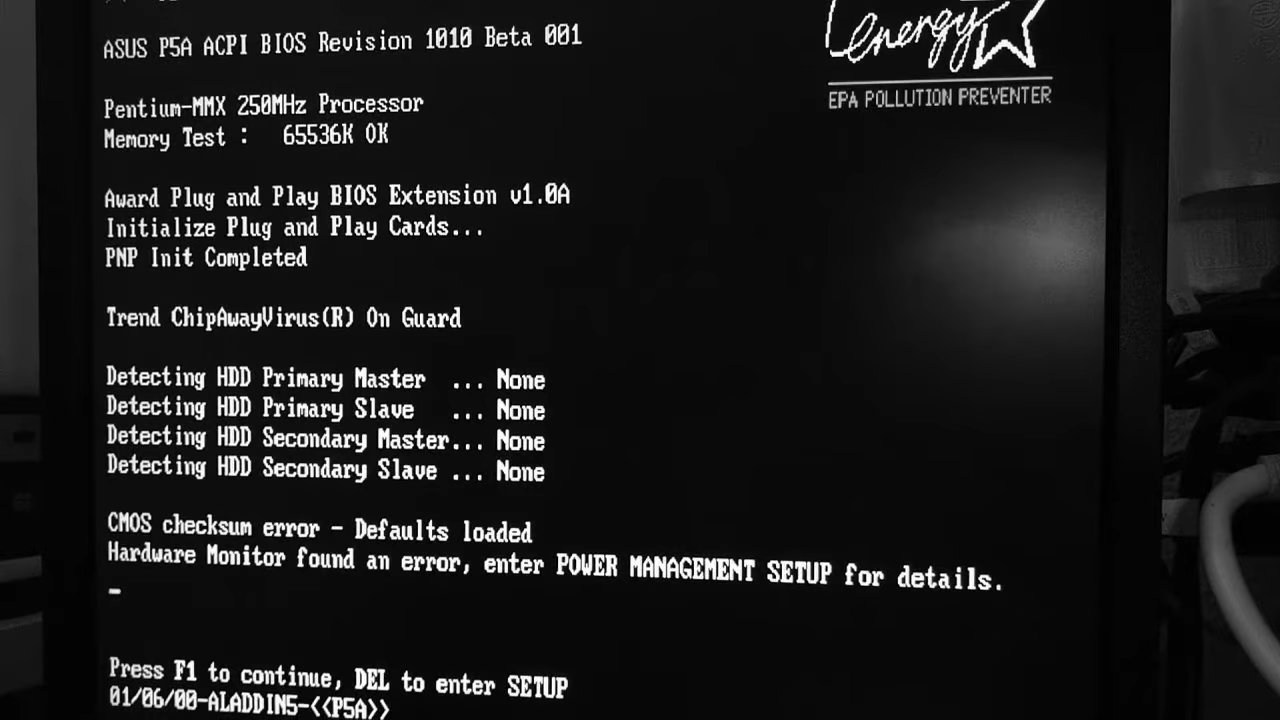 energy
ASUS P5A ACPI BIOS Revision 1010 Beta 001
EPA POLLUTION PREVENTER
Pentium-MMX 250MHz Processor
Memory Test :   65536K OK
Award Plug and Play BIOS Extension v1.0A
Initialize Plug and Play Cards...
PNP Init Completed
Trend ChipAwayVirus(R) On Guard
Detecting HDD Primary Master   ... None
Detecting HDD Primary Slave    ... None
Detecting HDD Secondary Master... None
Detecting HDD Secondary Slave ... None
CMOS checksum error - Defaults loaded
Hardware Monitor found an error, enter POWER MANAGEMENT SETUP for details.
Press F1 to continue, DEL to enter SETUP
01/06/00-ALADDIN5-<<P5A>>